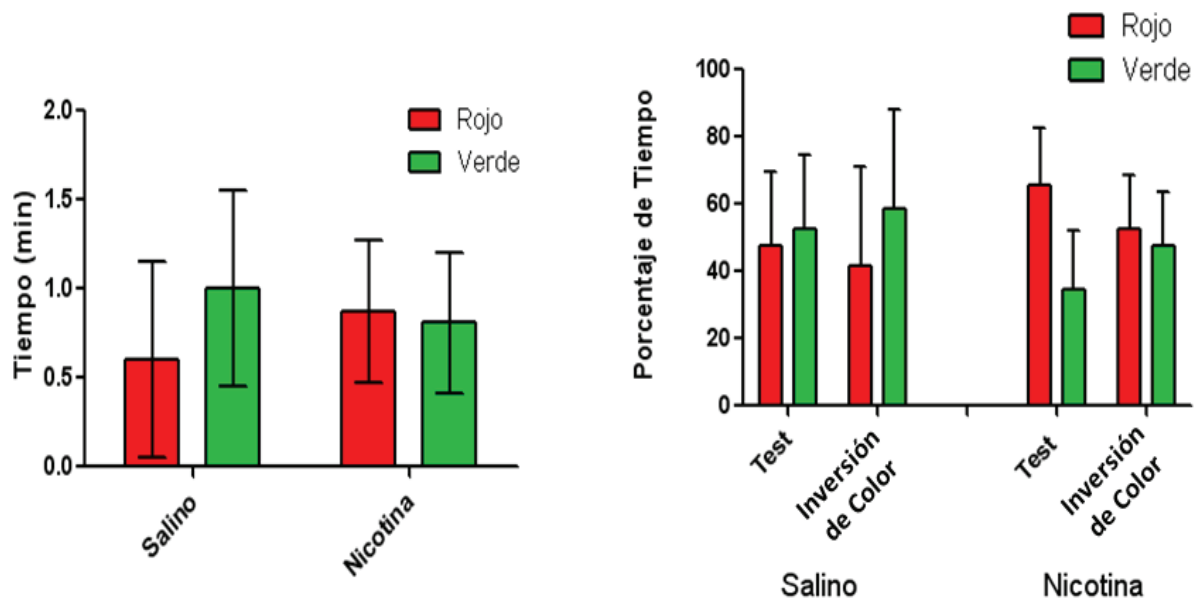 Rojo
Verde
Tiempo (min)
2.0
1.5
1.0
0.5
0.0
Salino
Nicotina
Rojo
Verde
Porcentaje de Tiempo
100
80
60
40
20
0
Test
Inversión
de Color
Test
Inversión
de Color
Salino
Nicotina